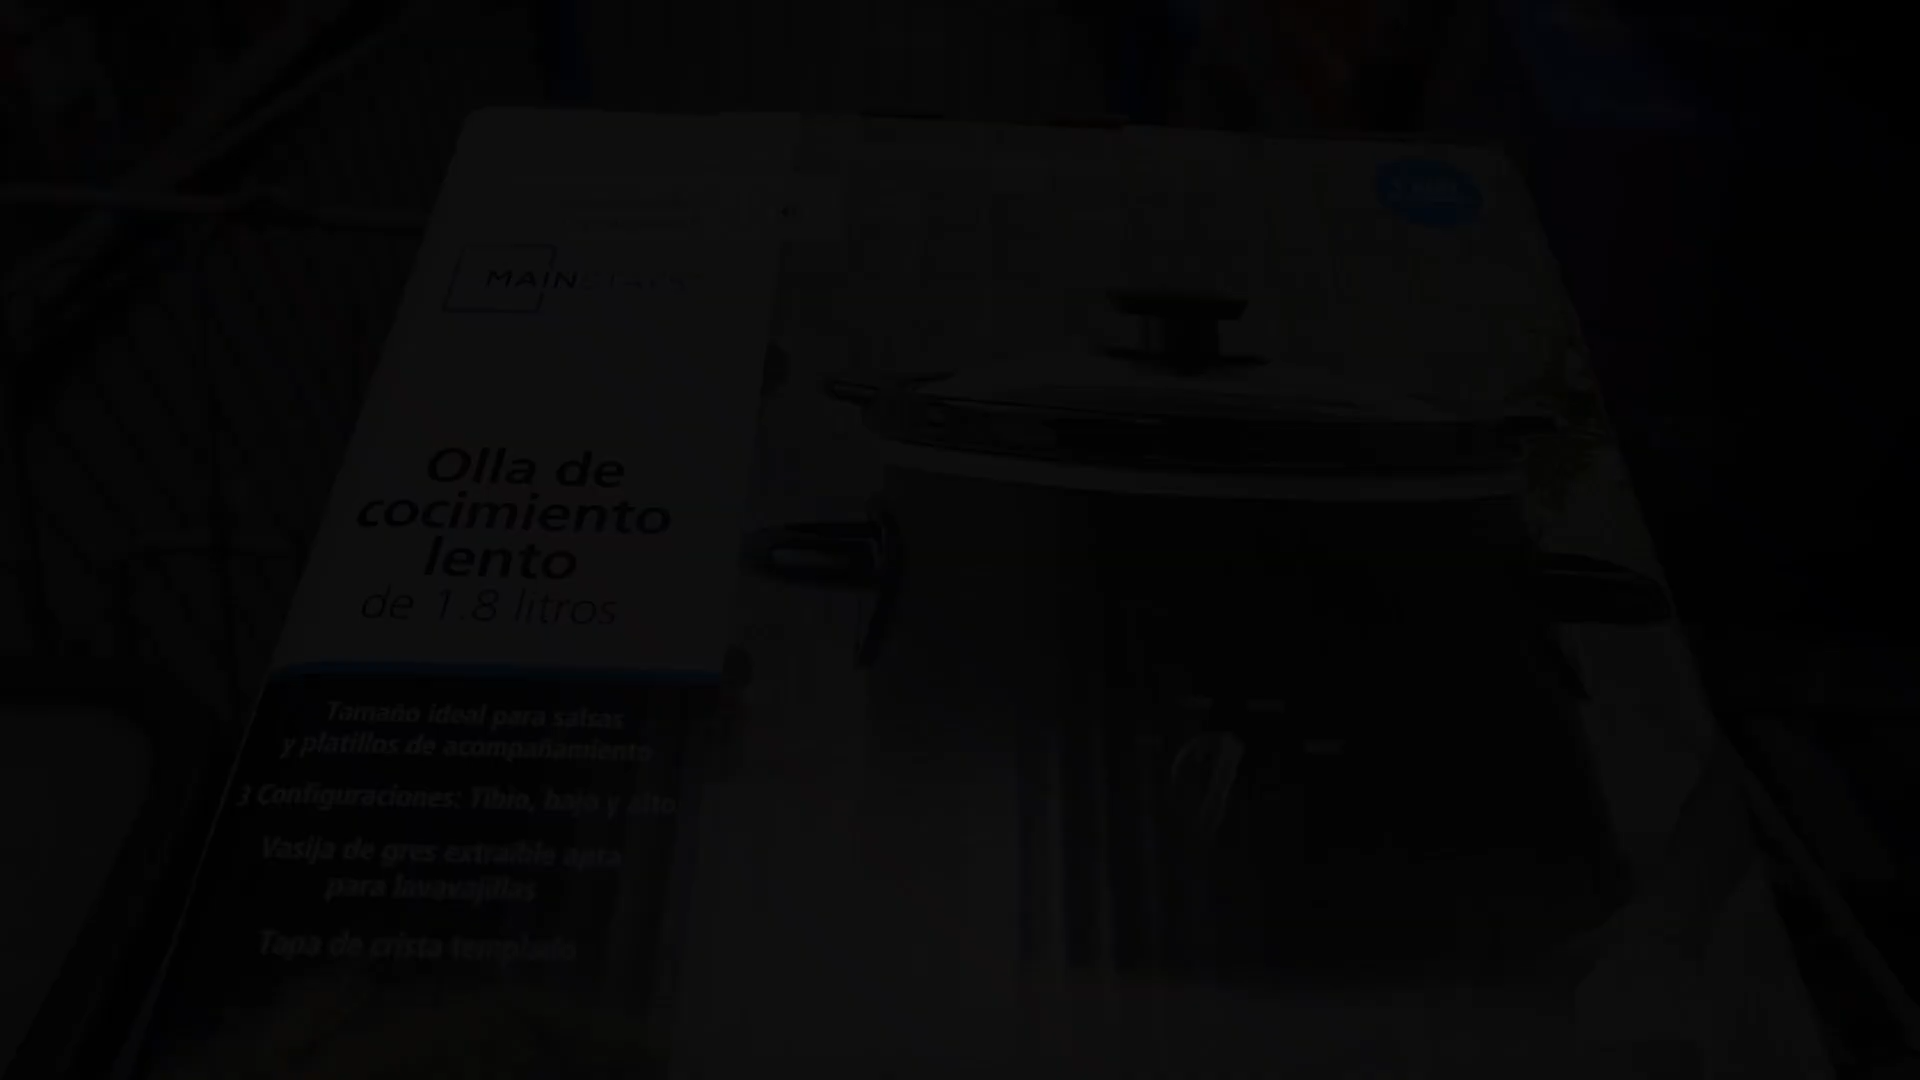 MAINSTAYS
Olla de
cocimiento
lento
de 1.8 litros
Tamaño ideal para salsas
y platillos de acompañamiento
3 Configuraciones: Tibio, bajo y alto
Vasija de gres extraíble apta
para lavavajillas
Tapa de crista templado